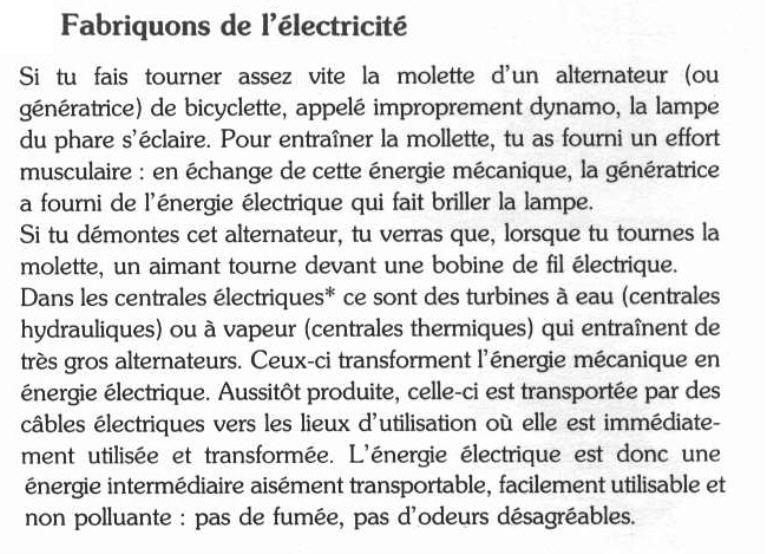 Fabriquons de l'électricité
Si tu fais tourner assez vite la molette d'un alternateur (ou
génératrice) de bicyclette, appelé improprement dynamo, la lampe
du phare s'éclaire. Pour entraîner la mollette, tu as fourni un effort
musculaire : en échange de cette énergie mécanique, la génératrice
a fourni de l'énergie électrique qui fait briller la lampe.
Si tu démontes cet alternateur, tu verras que, lorsque tu tournes la
molette, un aimant tourne devant une bobine de fil électrique.
Dans les centrales électriques* ce sont des turbines à eau (centrales
hydrauliques) ou à vapeur (centrales thermiques) qui entraînent de
très gros alternateurs. Ceux-ci transforment l'énergie mécanique en
énergie électrique. Aussitôt produite, celle-ci est transportée par des
câbles électriques vers les lieux d'utilisation où elle est immédiate-
ment utilisée et transformée. L'énergie électrique est donc une
énergie intermédiaire aisément transportable, facilement utilisable et
non polluante : pas de fumée, pas d'odeurs désagréables.